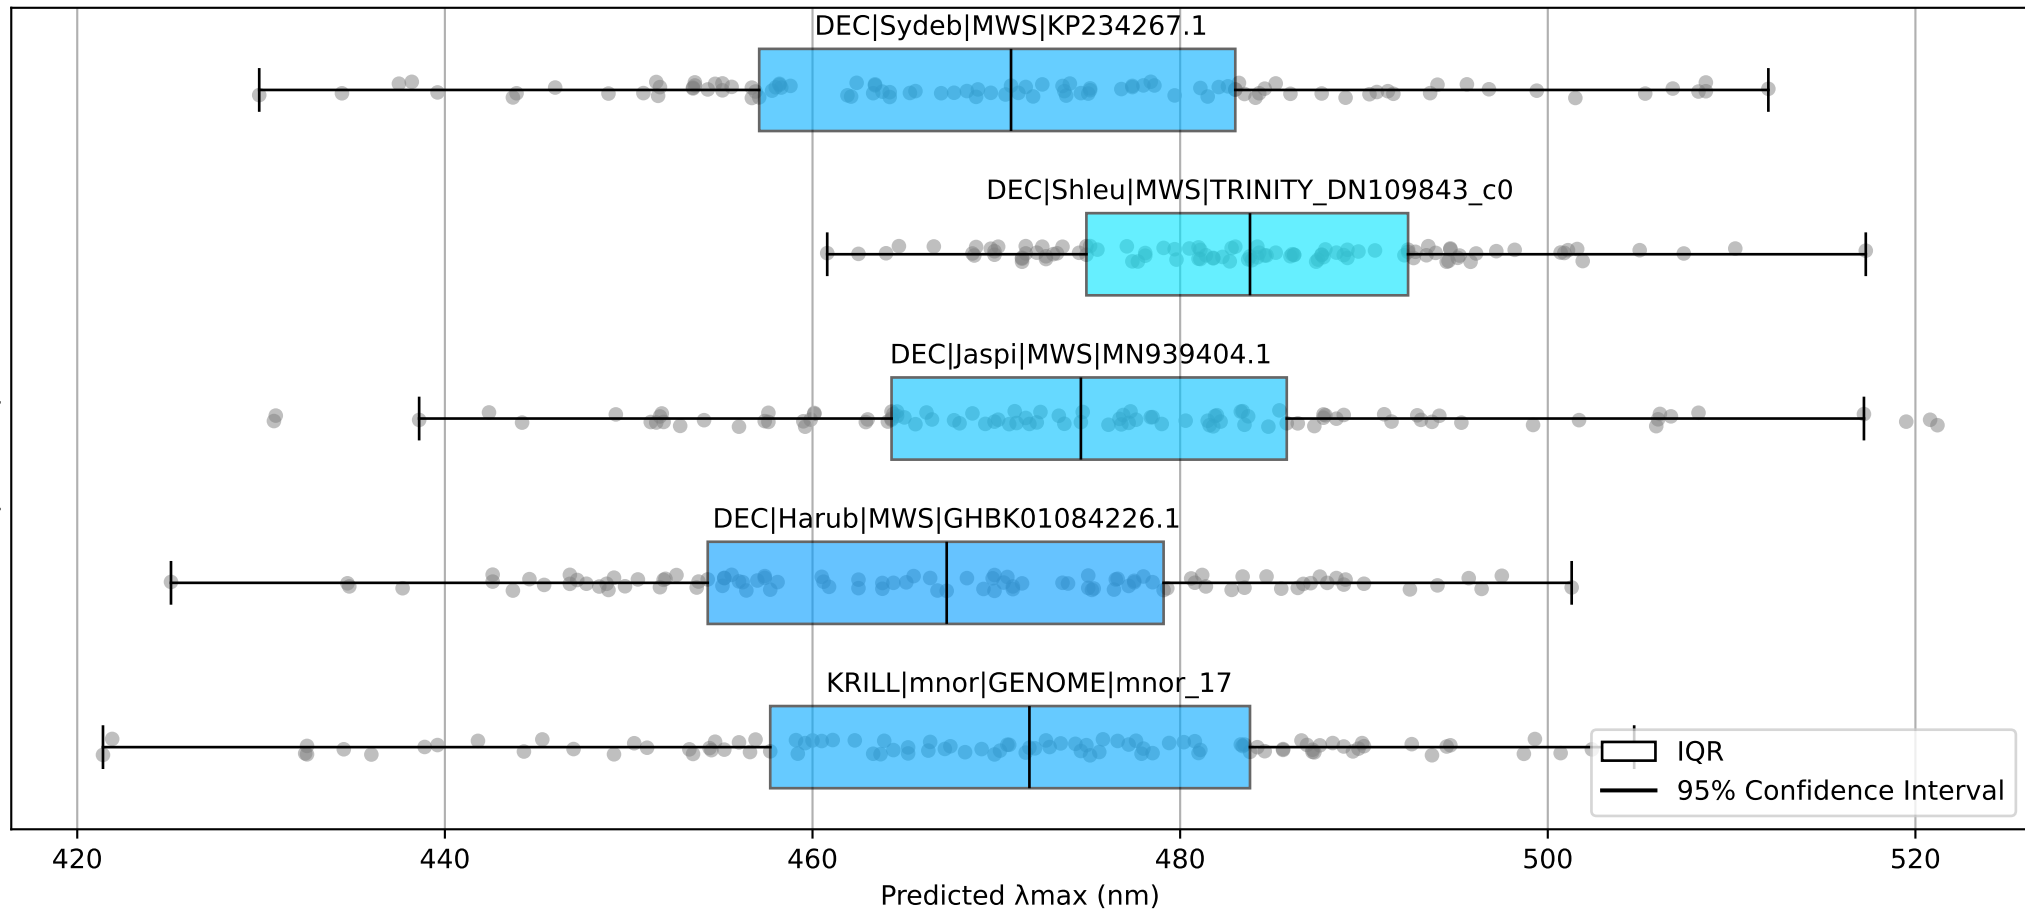 DEC|Sydeb|MWS|KP234267.1
DEC|Shleu|MWS|TRINITY_DN109843_c0
DEC|Jaspi|MWS|MN939404.1
DEC|Harub|MWS|GHBK01084226.1
KRILL|mnor|GENOME|mnor_17
IQR
95% Confidence Interval
420 440 460 480 500 520
Predicted λmax (nm)